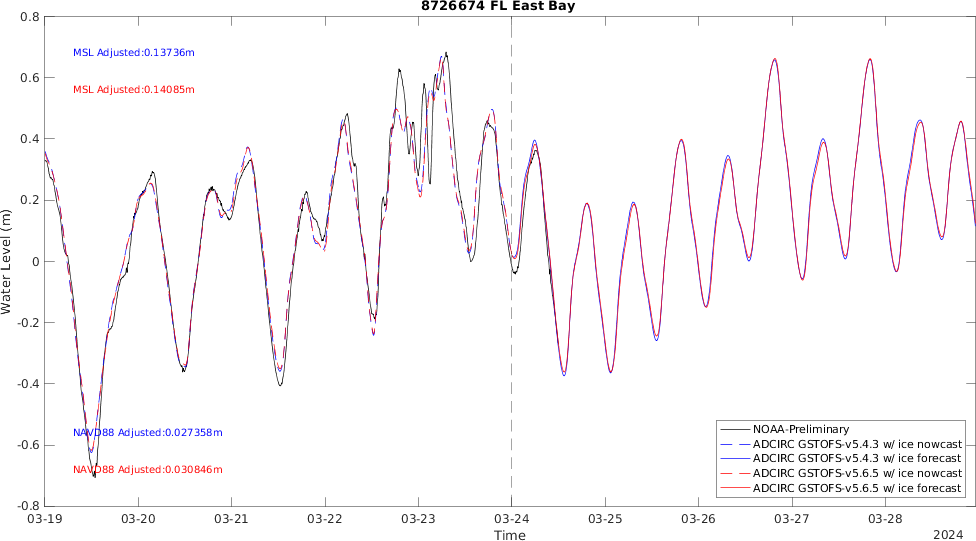 8726674 FL East Bay
0.8
0.6
0.4
0.2
0
-0.2
-0.4
-0.6
-0.8
Water Level (m)
MSL Adjusted:0.13736m
MSL Adjusted:0.14085m
NAVD88 Adjusted:0.027358m
NAVD88 Adjusted:0.030846m
NOAA-Preliminary
ADCIRC GSTOFS-v5.4.3 w/ ice nowcast
ADCIRC GSTOFS-v5.4.3 w/ ice forecast
ADCIRC GSTOFS-v5.6.5 w/ ice nowcast
ADCIRC GSTOFS-v5.6.5 w/ ice forecast
03-19 03-20 03-21 03-22 03-23 03-24 03-25 03-26 03-27 03-28
Time
2024